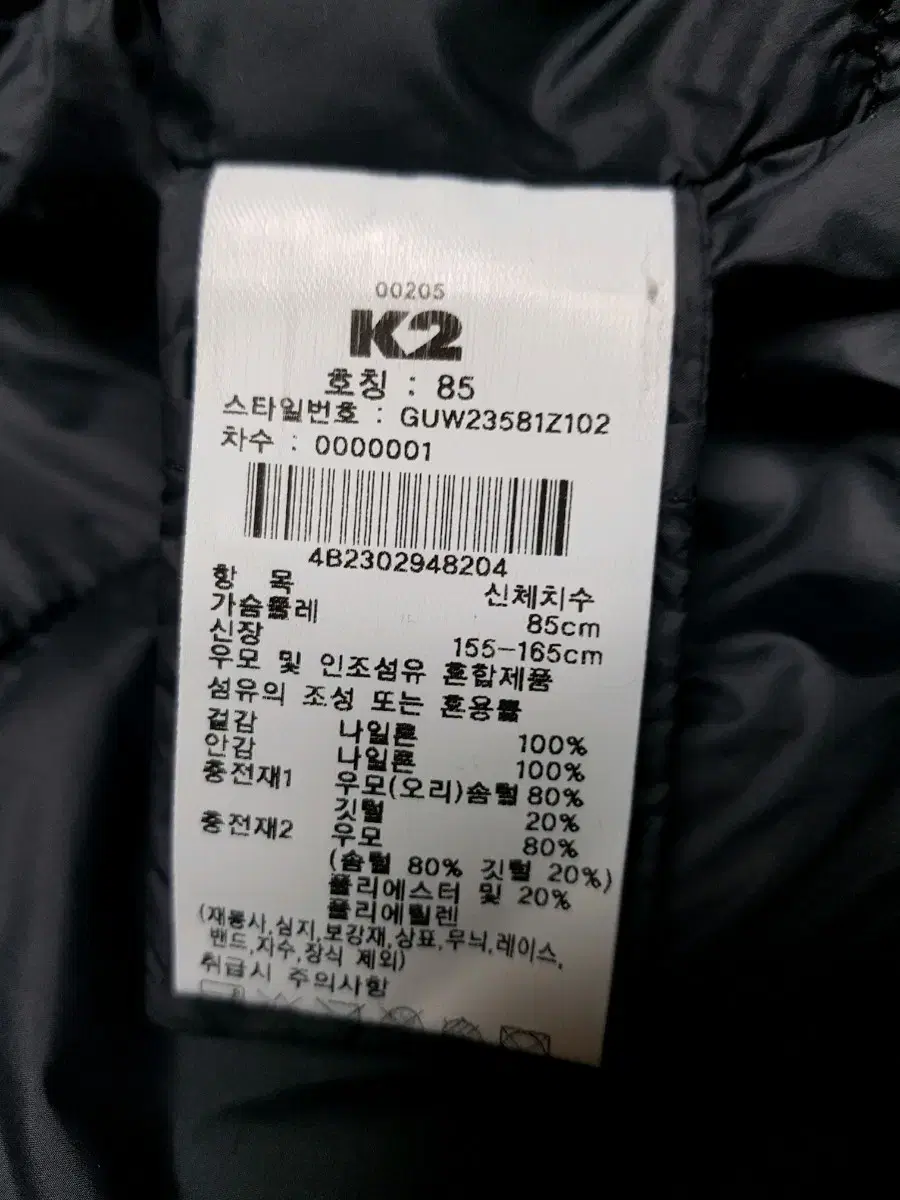 00205
K2
호칭 : 85
스타일번호 : GUW23581Z102
차수 : 0000001
4B2302948204
항 목 신체치수
가슴둘레 85cm
신장 155-165cm
우모 및 인조섬유 혼합제품
섬유의 조성 또는 혼용률
겉감 나일론 100%
안감 나일론 100%
충전재1 우모(오리)솜털 80%
깃털 20%
충전재2 우모 80%
(솜털 80% 깃털 20%)
폴리에스터 및 20%
폴리에틸렌
(재봉사,심지,보강재,상표,무늬,레이스,
밴드,자수,장식 제외)
취급시 주의사항